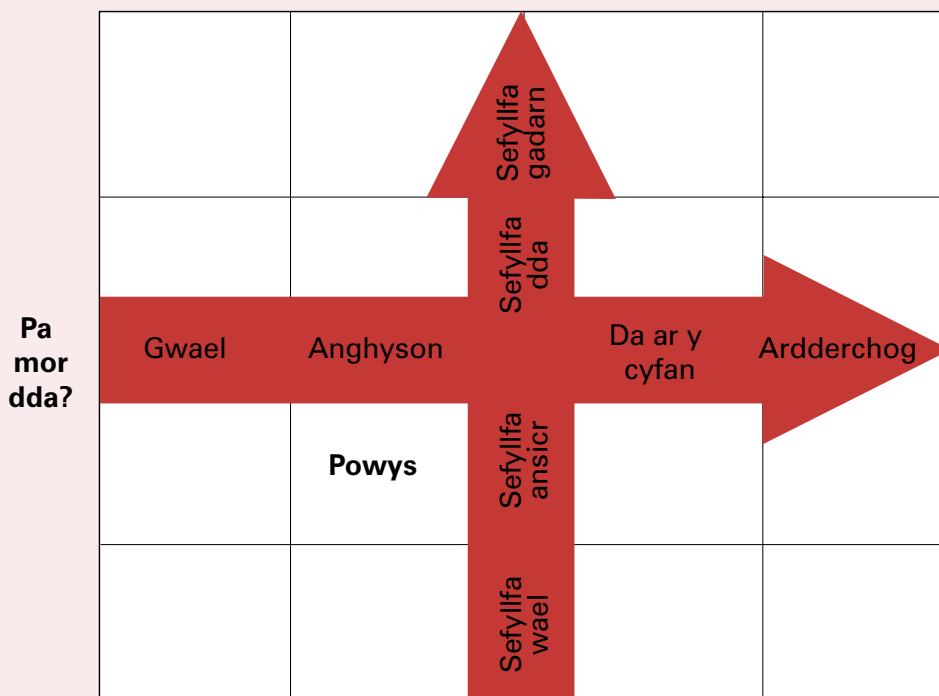 Sefyllfa
gadarn
Sefyllfa
dda
Pa
mor
dda?
Gwael
Anghyson
Da ar y
cyfan
Ardderchog
Powys
Sefyllfa
ansicr
Sefyllfa
wael